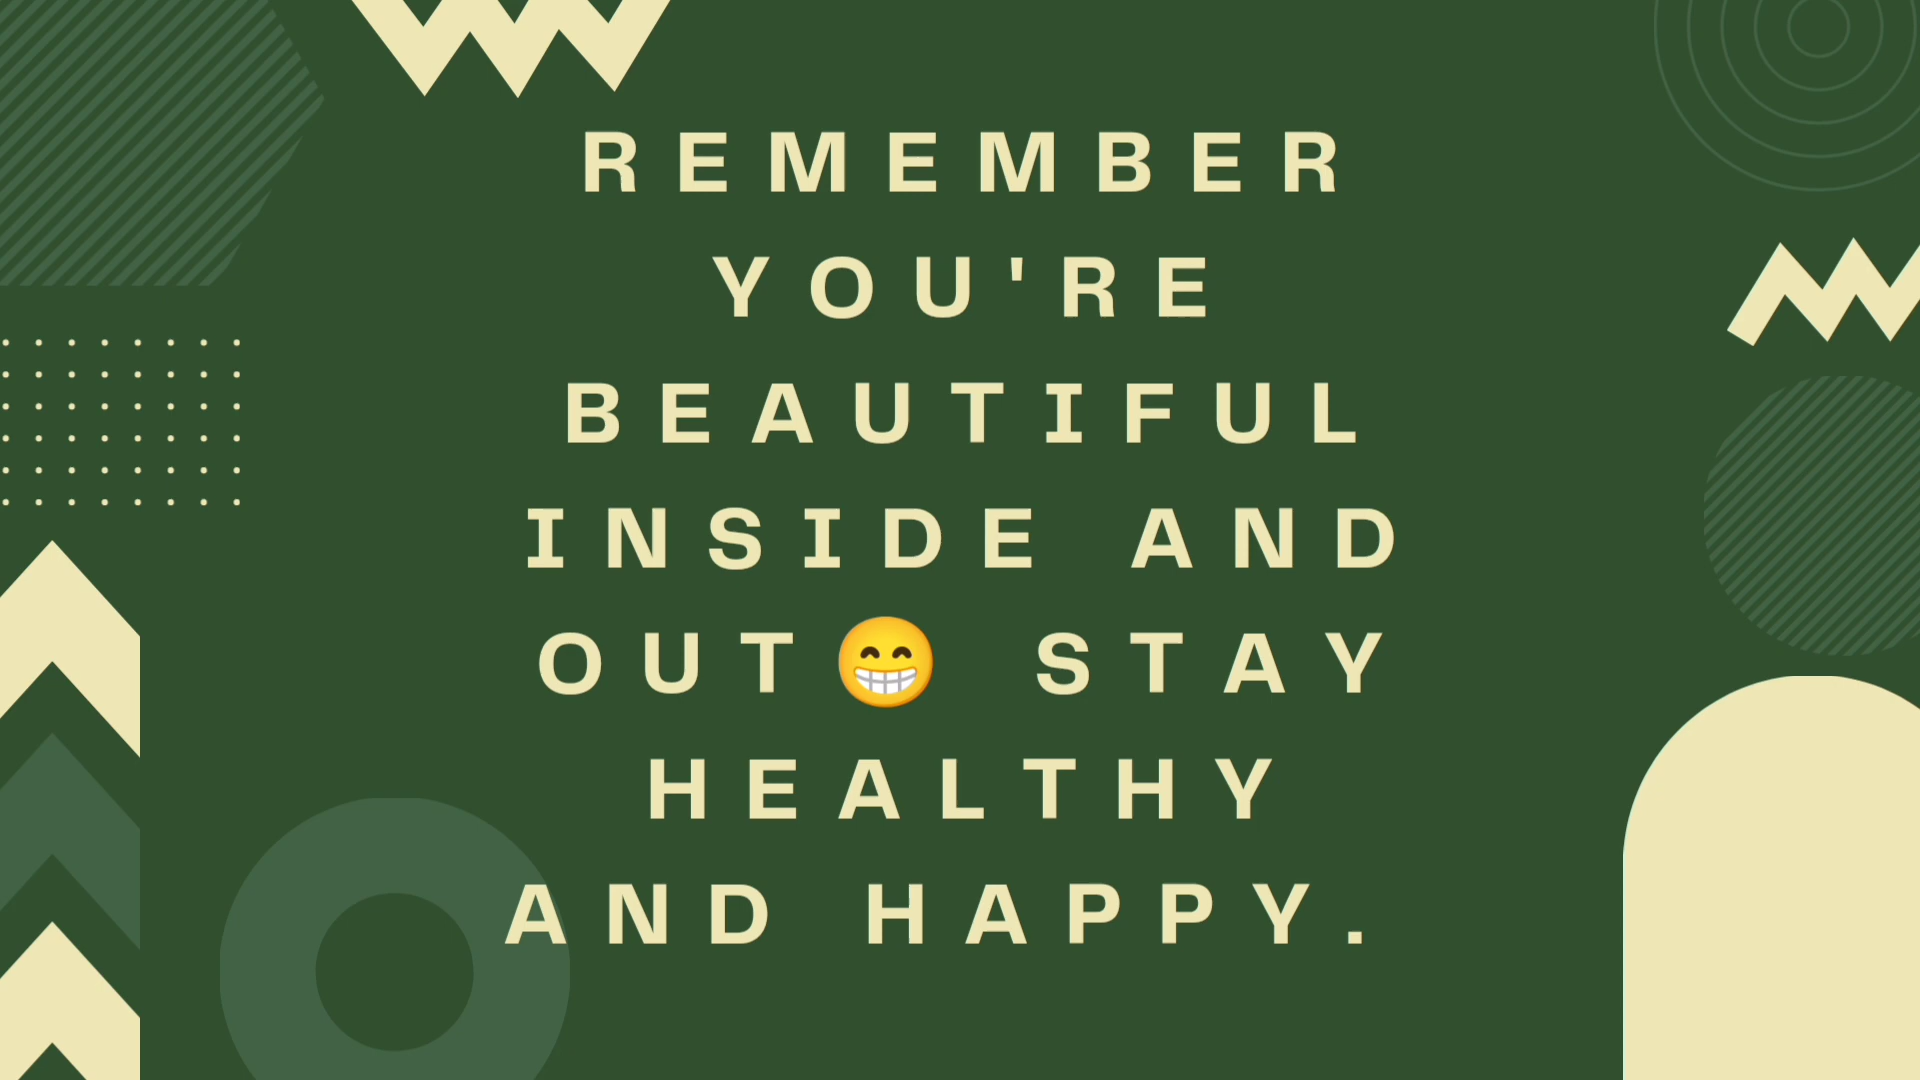 REMEMBER
YOU'RE
BEAUTIFUL
INSIDE AND
OUT😁 STAY
HEALTHY
AND HAPPY.